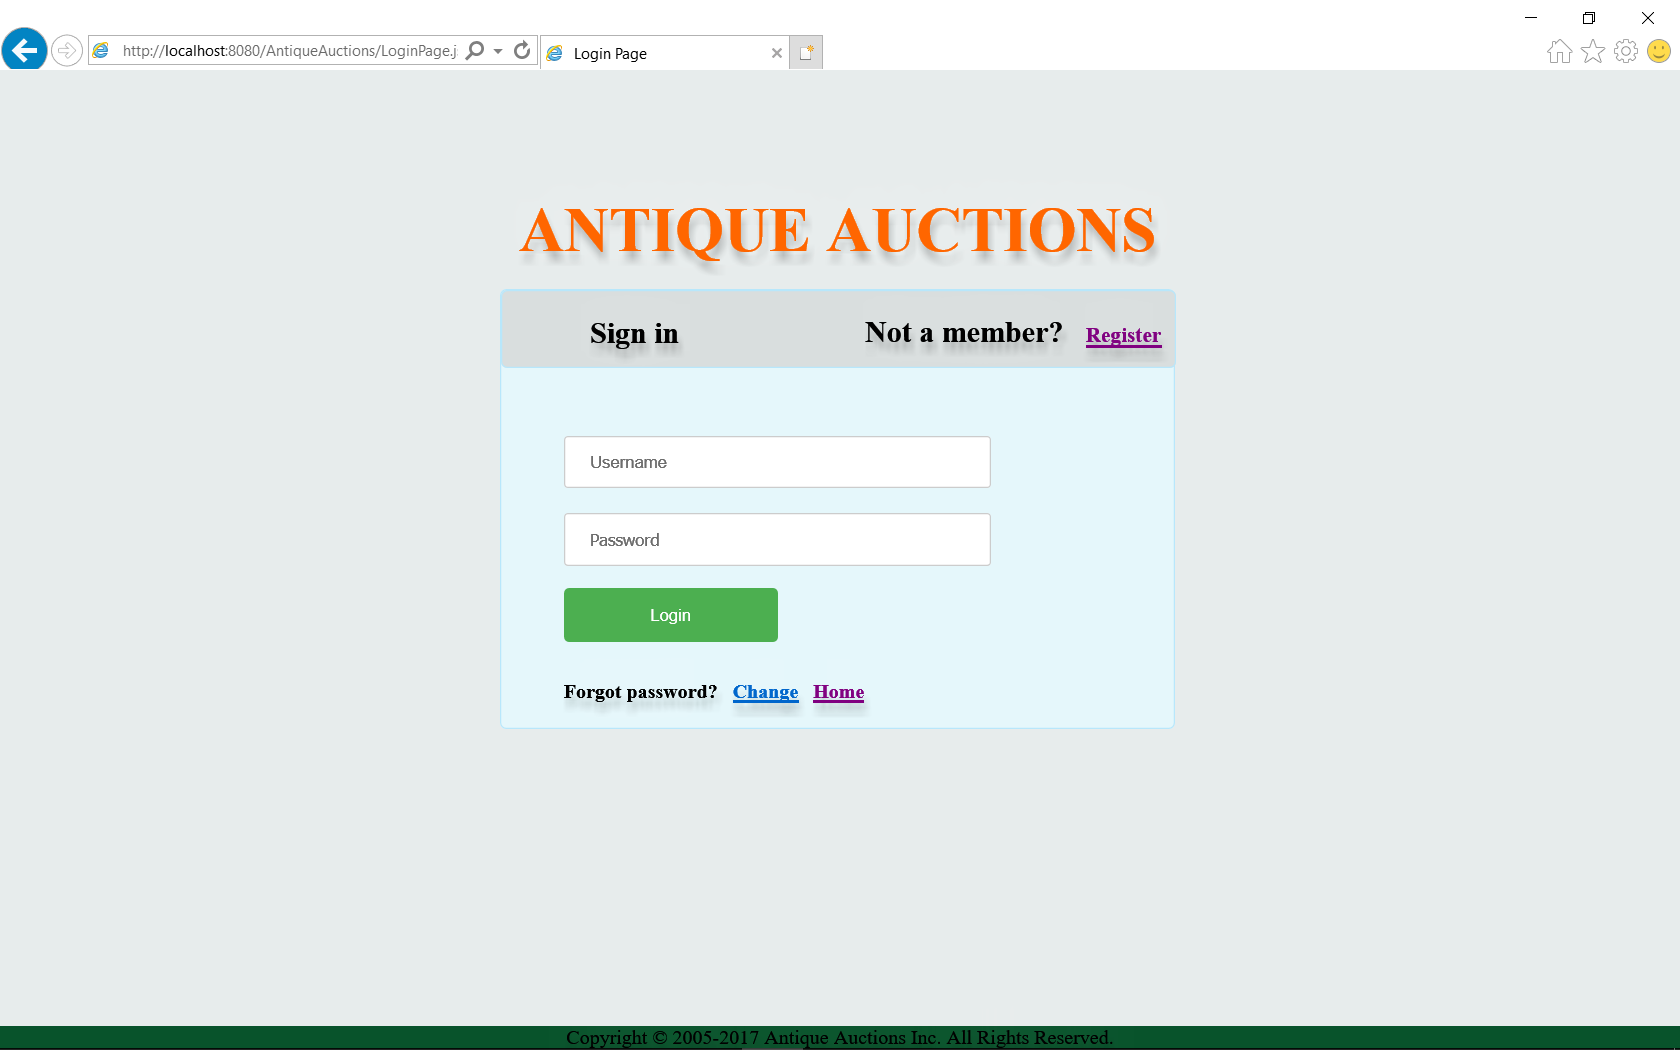 http://localhost:8080/AntiqueAuctions/LoginPage.j
Login Page
ANTIQUE AUCTIONS
Sign in
Not a member? Register
Username
Password
Login
Forgot password? Change Home
Copyright © 2005-2017 Antique Auctions Inc. All Rights Reserved.